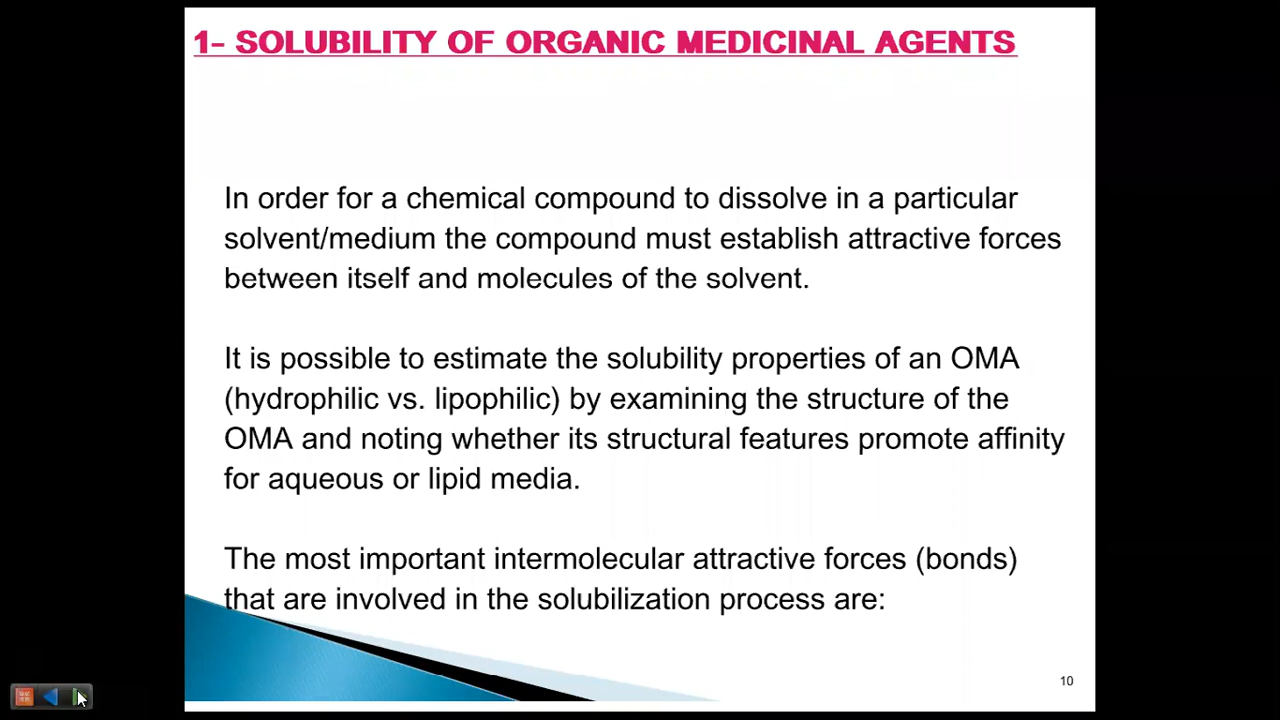 1- SOLUBILITY OF ORGANIC MEDICINAL AGENTS
In order for a chemical compound to dissolve in a particular
solvent/medium the compound must establish attractive forces
between itself and molecules of the solvent.
It is possible to estimate the solubility properties of an OMA
(hydrophilic vs. lipophilic) by examining the structure of the
OMA and noting whether its structural features promote affinity
for aqueous or lipid media.
The most important intermolecular attractive forces (bonds)
that are involved in the solubilization process are:
10